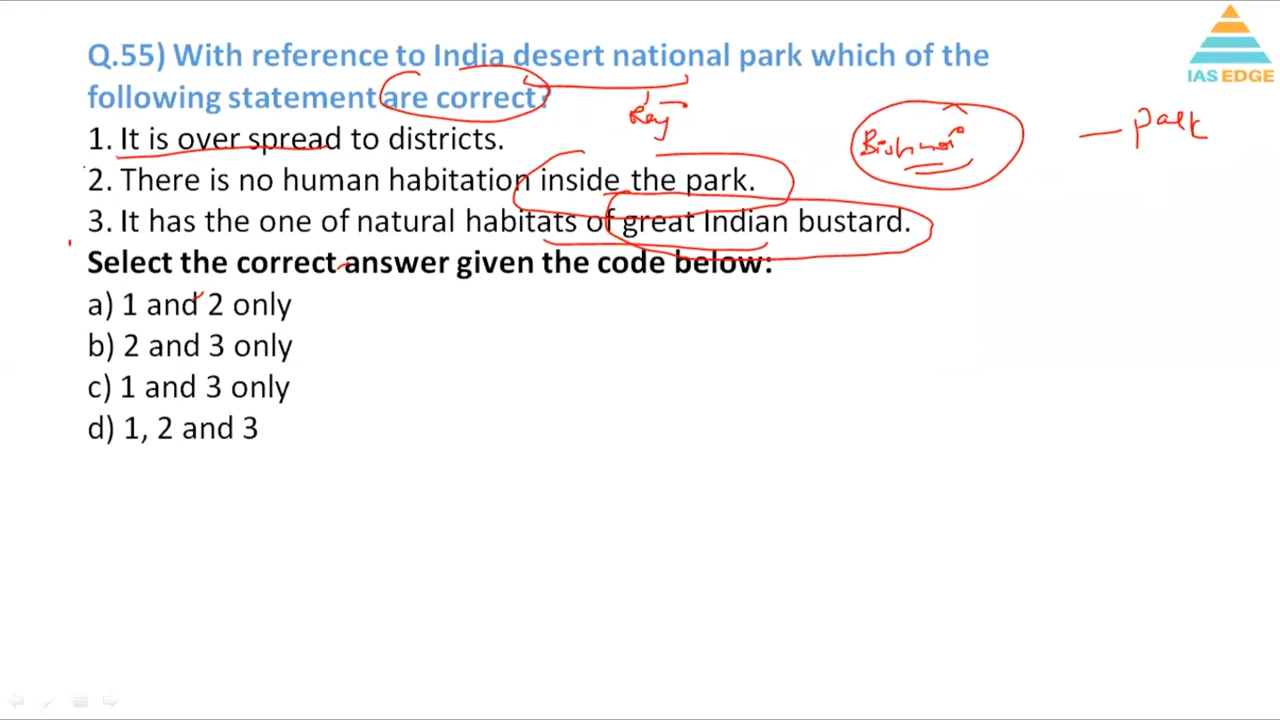 Q.55) With reference to India desert national park which of the
following statement are correct?
1. It is over spread to districts.
2. There is no human habitation inside the park.
3. It has the one of natural habitats of great Indian bustard.
Select the correct answer given the code below:
a) 1 and 2 only
b) 2 and 3 only
c) 1 and 3 only
d) 1, 2 and 3
Raj
Bishnoi
— park
IAS EDGE